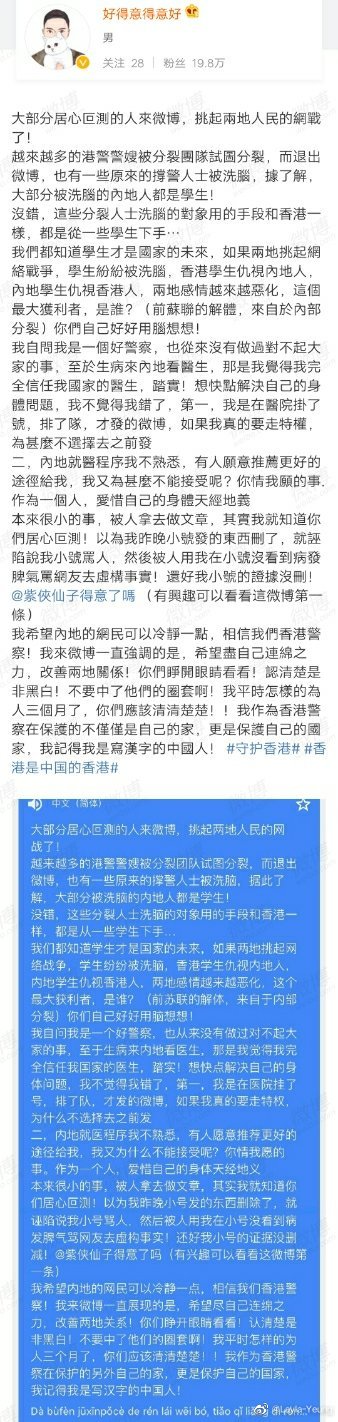 好得意得意好
男
关注 28 | 粉丝 19.8万
大部分居心叵測的人來微博，挑起兩地人民的網戰
了！
越來越多的港警警嫂被分裂團隊試圖分裂，而退出
微博，也有一些原來的撐警人士被洗腦，據了解，
大部分被洗腦的內地人都是學生！
沒錯，這些分裂人士洗腦的對象用的手段和香港一
樣，都是從一些學生下手…
我們都知道學生才是國家的未來，如果兩地挑起網
絡戰爭，學生紛紛被洗腦，香港學生仇視內地人，
內地學生仇視香港人，兩地感情越來越惡化，這個
最大獲利者，是誰？（前蘇聯的解體，來自於內部
分裂）你們自己好好用腦想想！
我自問我是一個好警察，也從來沒有做過對不起大
家的事，至於生病來內地看醫生，那是我覺得我完
全信任我國家的醫生，踏實！想快點解決自己的身
體問題，我不覺得我錯了，第一，我是在醫院掛了
號，排了隊，才發的微博，如果我真的要走特權，
為甚麼不選擇去之前發
二，內地就醫程序我不熟悉，有人願意推薦更好的
途徑給我，我又為甚麼不能接受呢？你情我願的事.
作為一個人，愛惜自己的身體天經地義
本來很小的事，被人拿去做文章，其實我就知道你
們居心叵測！以為我昨晚小號發的東西刪了，就誣
陷說我小號罵人，然後被人用我在小號沒看到病發
脾氣罵網友去虛構事實！還好我小號的證據沒刪！
@紫俠仙子得意了嗎 （有興趣可以看看這微博第一
條）
我希望內地的網民可以冷靜一點，相信我們香港警
察！我來微博一直強調的是，希望盡自己連綿之
力，改善兩地關係！你們睜開眼睛看看！認清楚是
非黑白！不要中了他們的圈套啊！我平時怎樣的為
人三個月了，你們應該清清楚楚！！我作為香港警
察在保護的不僅僅是自己的家，更是保護自己的國
家，我記得我是寫漢字的中國人！ #守护香港# #香
港是中国的香港#
中文（简体）
大部分居心叵测的人来微博，挑起两地人民的网
战了！
越来越多的港警警嫂被分裂团队试图分裂，而退出
微博，也有一些原来的撑警人士被洗脑，据此了
解，大部分被洗脑的内地人都是学生！
没错，这些分裂人士洗脑的对象用的手段和香港一
样，都是从一些学生下手…
我们都知道学生才是国家的未来，如果两地挑起网
络战争，学生纷纷被洗脑，香港学生仇视内地人，
内地学生仇视香港人，两地感情越来越恶化，这个
最大获利者，是谁？（前苏联的解体，来自于内部
分裂）你们自己好好用脑想想！
我自问我是一个好警察，也从来没有做过对不起大
家的事，至于生病来内地看医生，那是我觉得我完
全信任我国家的医生，踏实！想快点解决自己的身
体问题，我不觉得我错了，第一，我是在医院挂了
号，排了队，才发的微博，如果我真的要走特权，
为什么不选择去之前发
二，内地就医程序我不熟悉，有人愿意推荐更好的
途径给我，我又为什么不能接受呢？你情我愿的
事。作为一个人，爱惜自己的身体天经地义
本来很小的事，被人拿去做文章，其实我就知道你
们居心叵测！以为我昨晚小号发的东西删除了，就
诬陷说我小号骂人，然后被人用我在小号没看到病
发脾气骂网友去虚构事实！还好我小号的证据没删
减！@紫侠仙子得意了吗（有兴趣可以看看这微博第
一条）
我希望内地的网民可以冷静一点，相信我们香港警
察！我来微博一直展现的是，希望尽自己连绵之
力，改善两地关系！你们睁开眼睛看看！认清楚是
非黑白！不要中了他们的圈套啊！我平时怎样的为
人三个月了，你们应该清清楚楚！！我作为香港警
察在保护的另外自己的家，更是保护自己的国家，
我记得我是写汉字的中国人！
Dà bùfèn jūxīnpǒcè de rén lái wēi bó, tiǎo qǐ
@Layla-Yeung